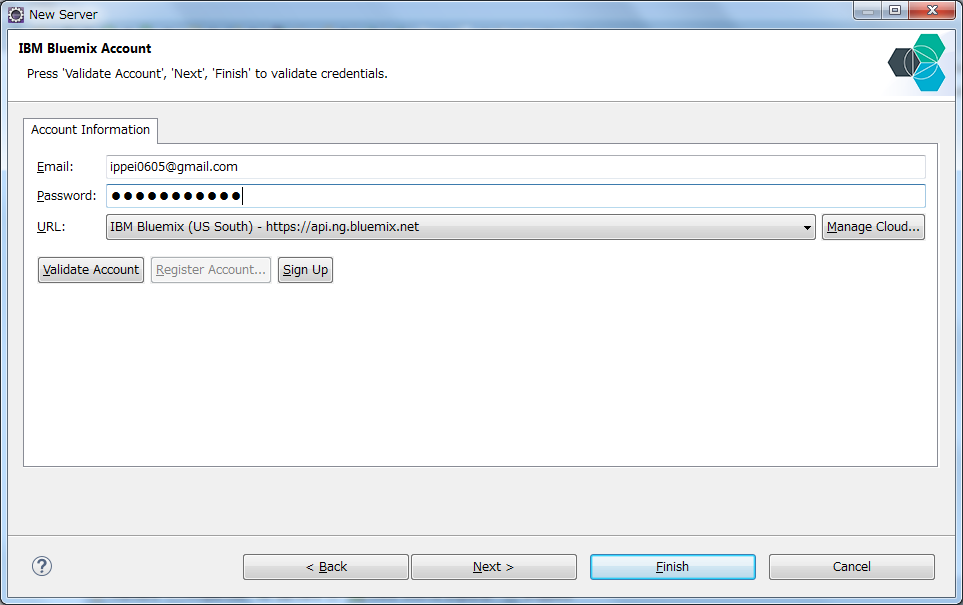 New Server
IBM Bluemix Account
Press 'Validate Account', 'Next', 'Finish' to validate credentials.
Account Information
Email: ippei0605@gmail.com
Password: ●●●●●●●●●●●
URL: IBM Bluemix (US South) - https://api.ng.bluemix.net Manage Cloud...
Validate Account Register Account... Sign Up
? < Back Next > Finish Cancel